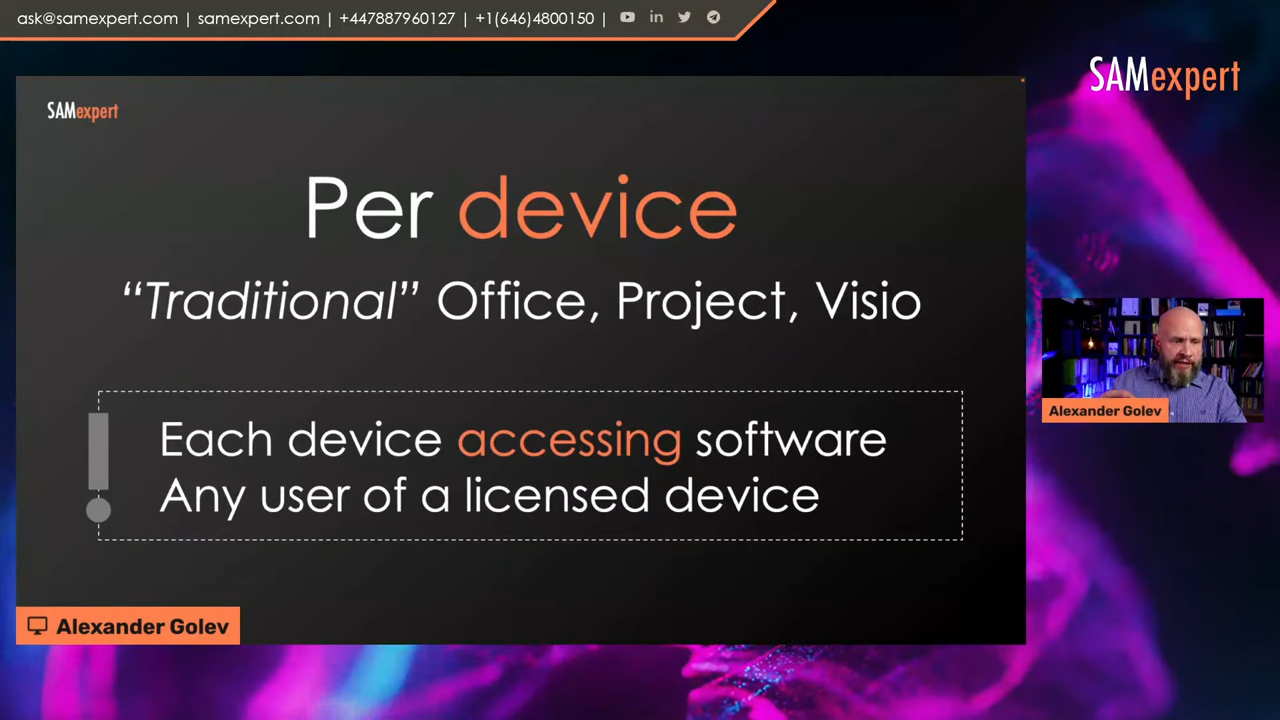 ask@samexpert.com | samexpert.com | +447887960127 | +1(646)4800150 |
SAMexpert
SAMexpert
Per device
“Traditional” Office, Project, Visio
Each device accessing software
Any user of a licensed device
Alexander Golev
Alexander Golev